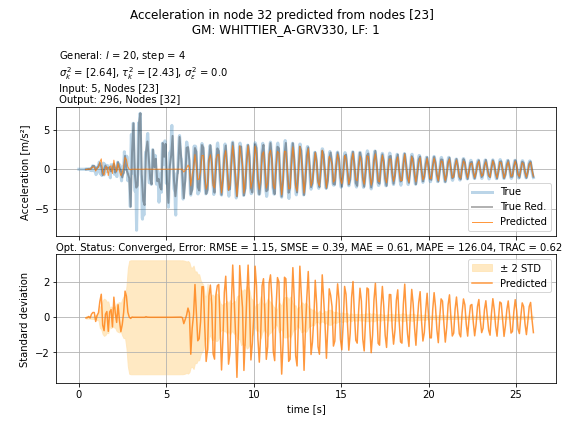 Acceleration in node 32 predicted from nodes [23]
GM: WHITTIER_A-GRV330, LF: 1
General: l = 20, step = 4
σ²ₖ = [2.64], τ²ₖ = [2.43], σ²ε = 0.0
Input: 5, Nodes [23]
Output: 296, Nodes [32]
Acceleration [m/s²]
5
0
−5
True
True Red.
Predicted
Opt. Status: Converged, Error: RMSE = 1.15, SMSE = 0.39, MAE = 0.61, MAPE = 126.04, TRAC = 0.62
Standard deviation
2
0
−2
± 2 STD
Predicted
0 5 10 15 20 25
time [s]